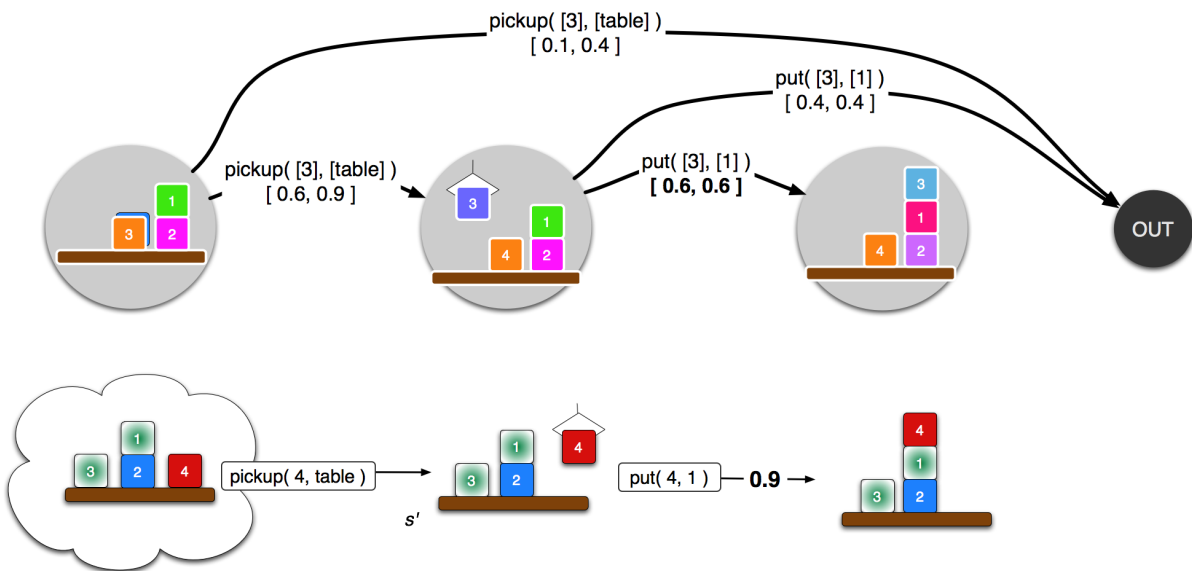 pickup( [3], [table] )
[ 0.1, 0.4 ]
put( [3], [1] )
[ 0.4, 0.4 ]
pickup( [3], [table] )
[ 0.6, 0.9 ]
put( [3], [1] )
[ 0.6, 0.6 ]
1
3 2
3
1
4 2
3
1
4 2
OUT
1
3 2 4
pickup( 4, table )
s'
1 4
3 2
put( 4, 1 )
0.9
4
1
3 2